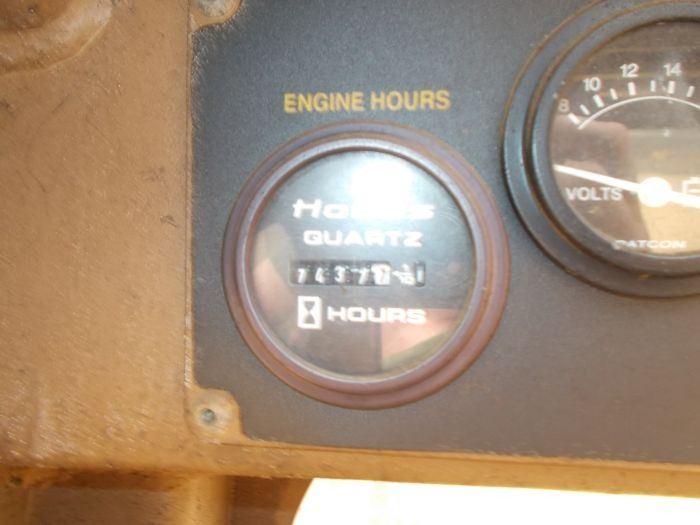 ENGINE HOURS
QUARTZ
HOURS
8 10 12 14
VOLTS
DATCON